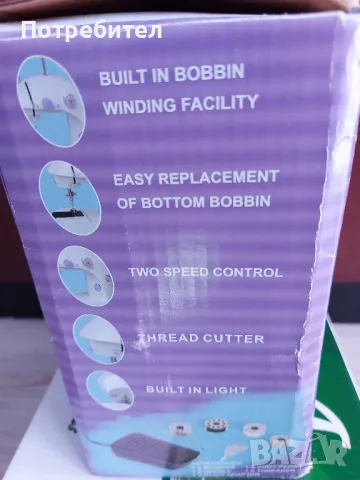 Потребител
BUILT IN BOBBIN
WINDING FACILITY
EASY REPLACEMENT
OF BOTTOM BOBBIN
TWO SPEED CONTROL
THREAD CUTTER
BUILT IN LIGHT
BAZAR